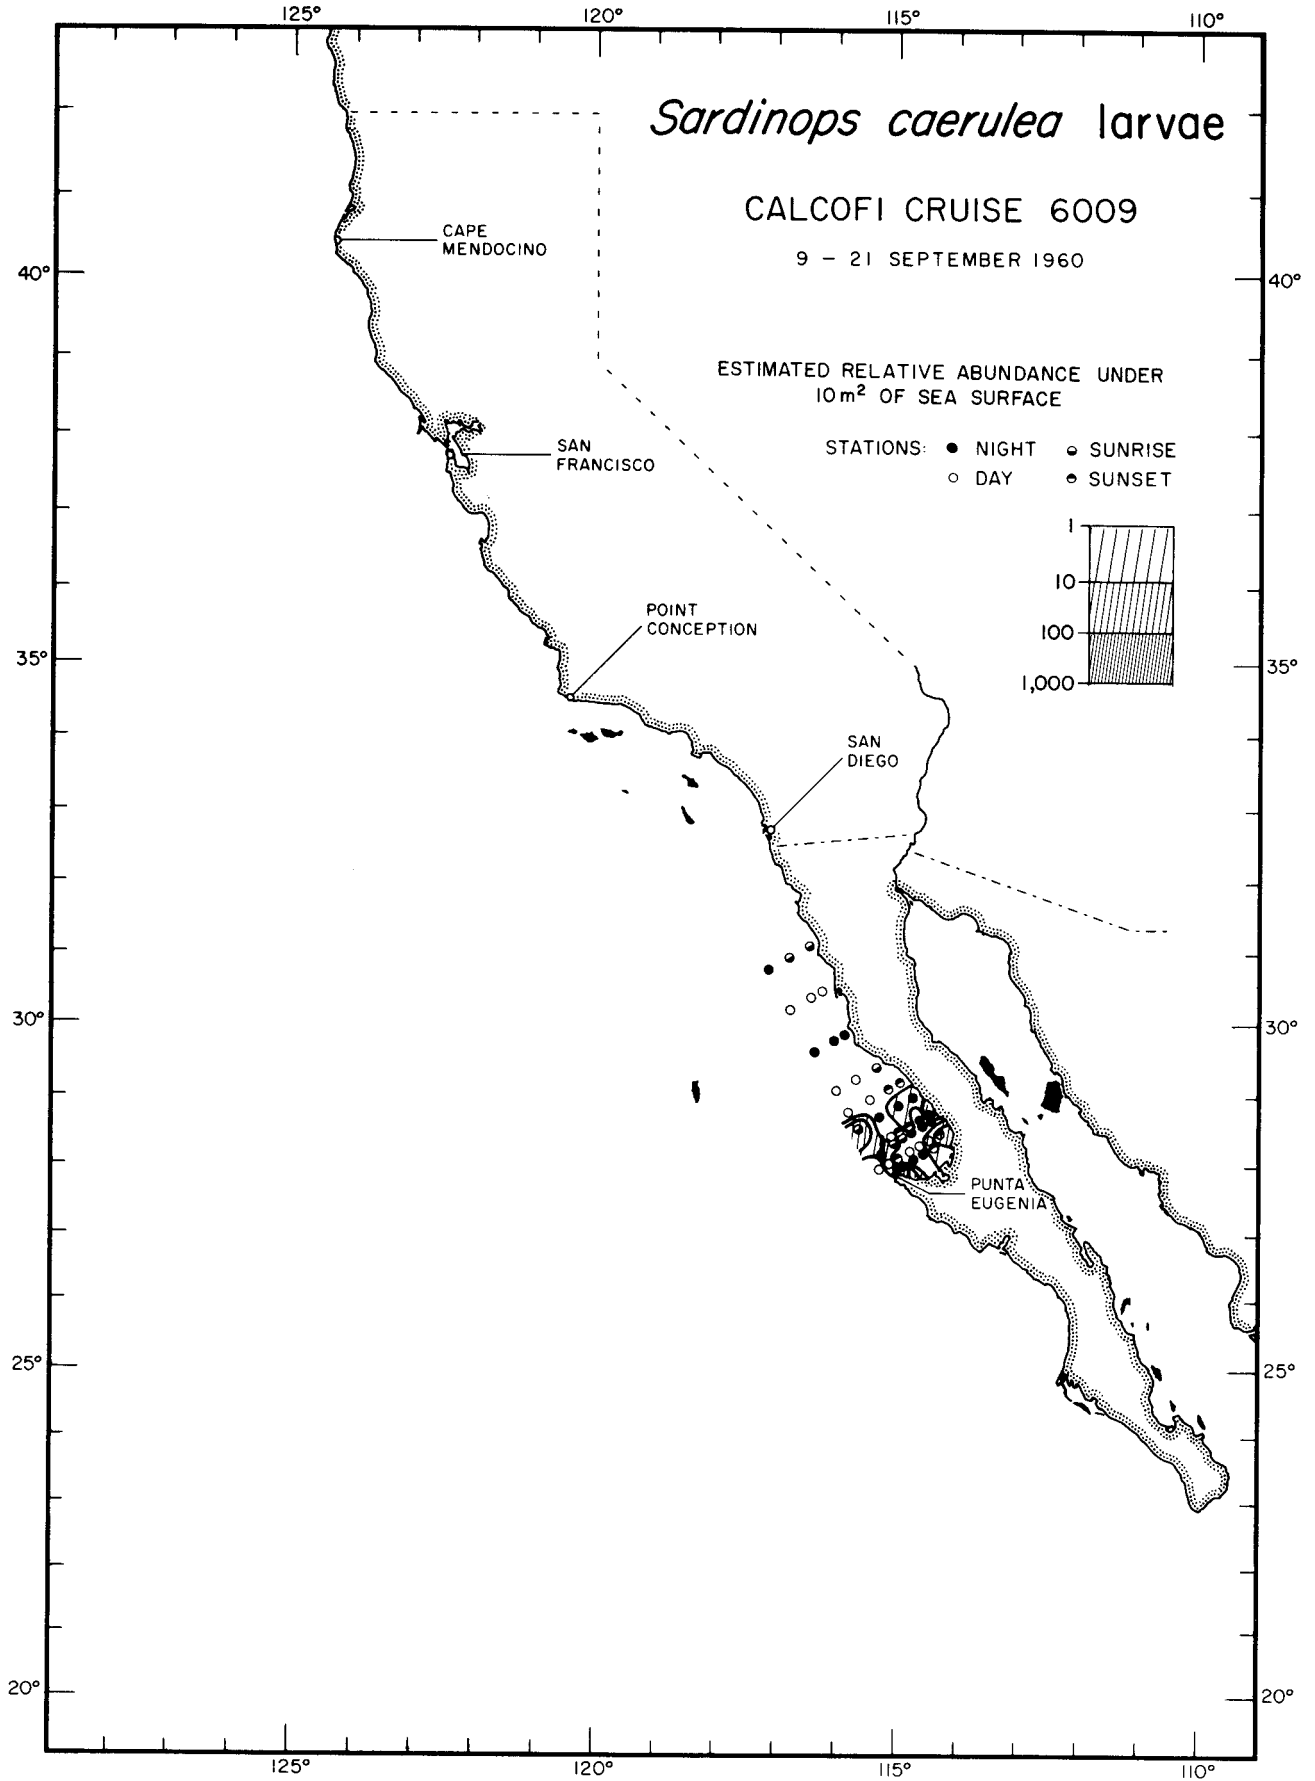 125° 120° 115° 110°
Sardinops caerulea larvae
CALCOFI CRUISE 6009
9 – 21 SEPTEMBER 1960
CAPE
MENDOCINO
40° 40°
ESTIMATED RELATIVE ABUNDANCE UNDER
10 m² OF SEA SURFACE
STATIONS: ● NIGHT ◒ SUNRISE
○ DAY ◓ SUNSET
SAN
FRANCISCO
1
10
100
1,000
POINT
CONCEPTION
35° 35°
SAN
DIEGO
30° 30°
PUNTA
EUGENIA
25° 25°
20° 20°
125° 120° 115° 110°